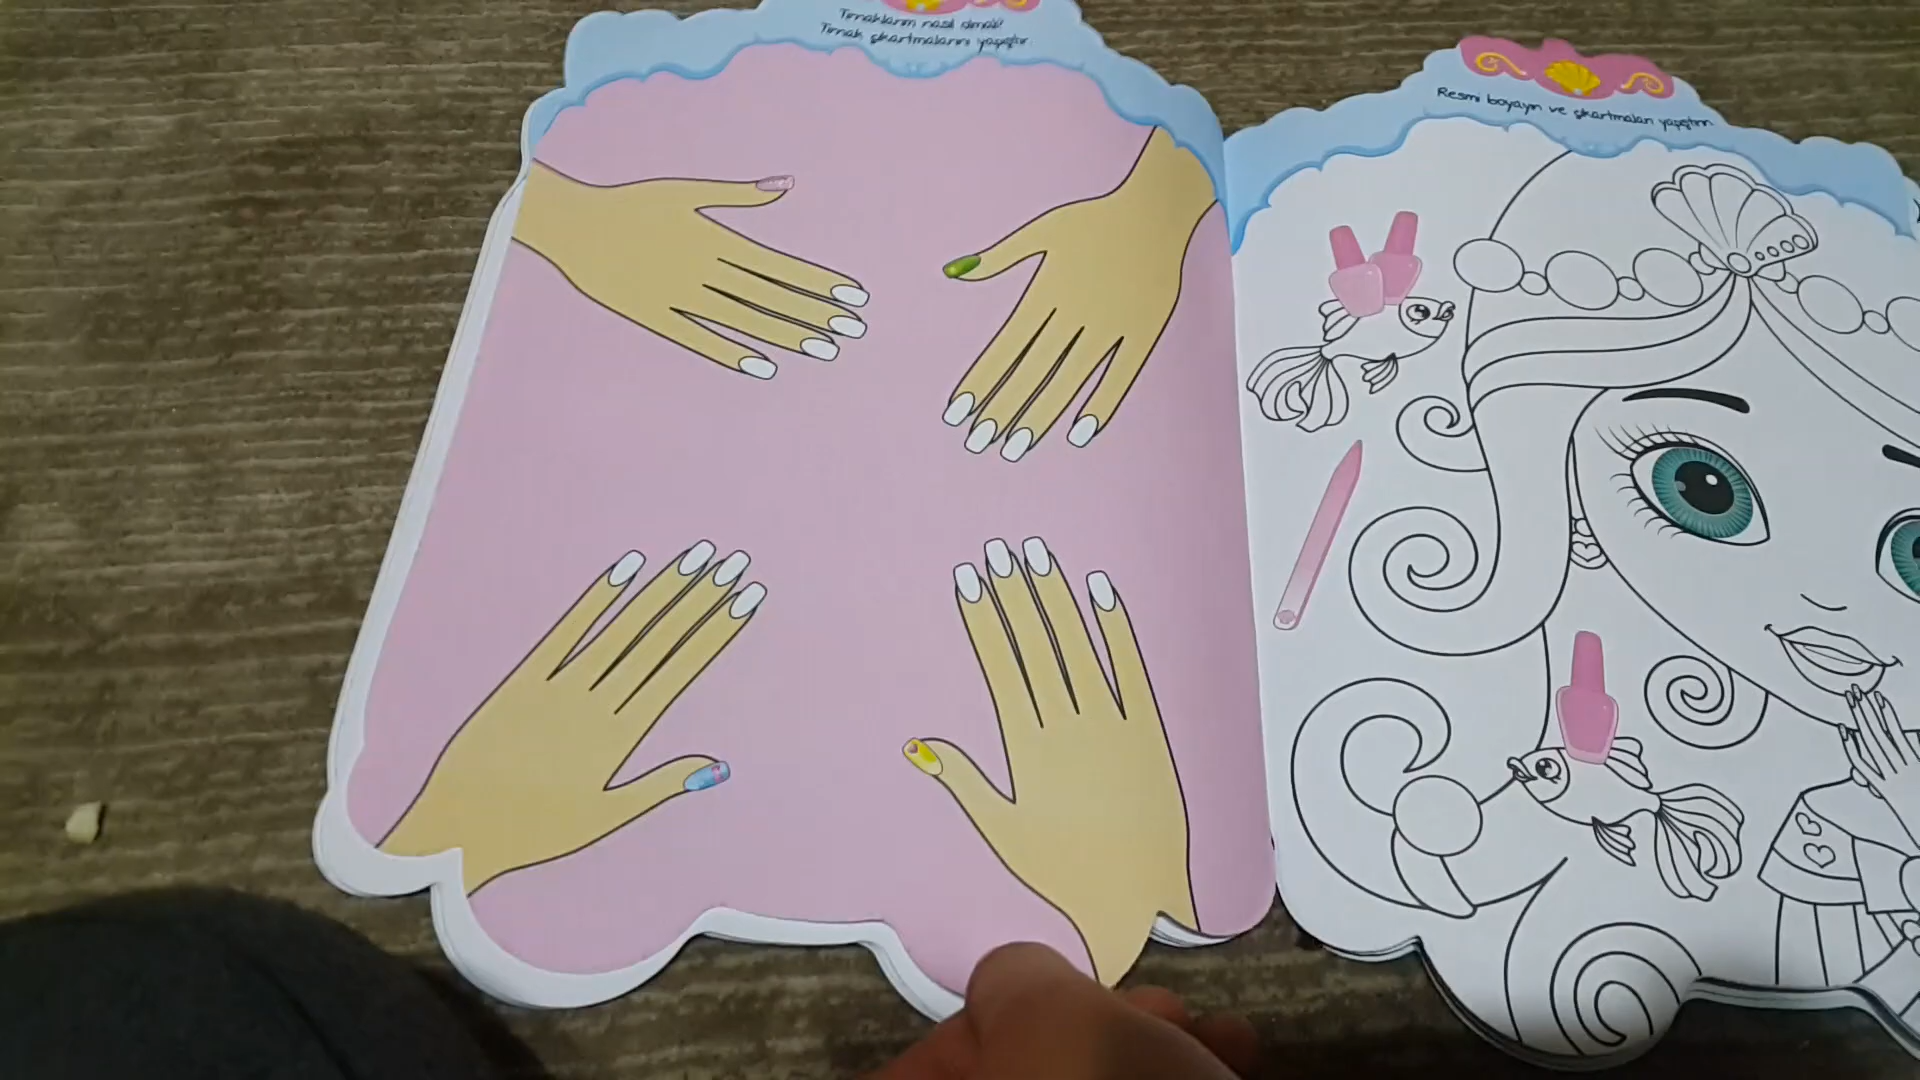 Tırnaklarım nasıl olmalı?
Tırnak çıkartmalarını yapıştır.
Resmi boyayın ve çıkartmaları yapıştırın.